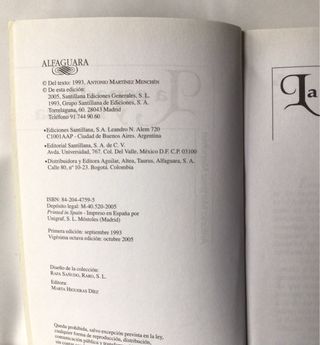 ALFAGUARA
© Del texto: 1993, ANTONIO MARTÍNEZ MENCHÉN
© De esta edición:
2005, Santillana Ediciones Generales, S. L.
1993, Grupo Santillana de Ediciones, S. A.
Torrelaguna, 60. 28043 Madrid
Teléfono 91 744 90 60
• Ediciones Santillana, S.A. Leandro N. Alem 720
C1001AAP - Ciudad de Buenos Aires. Argentina
• Editorial Santillana, S. A. de C. V.
Avda. Universidad, 767. Col. Del Valle, México D.F. C.P. 03100
• Distribuidora y Editora Aguilar, Altea, Taurus, Alfaguara, S. A.
Calle 80, nº 10-23. Bogotá. Colombia
ISBN: 84-204-4759-5
Depósito legal: M-40.520-2005
Printed in Spain - Impreso en España por
Unigraf, S. L. Móstoles (Madrid)
Primera edición: septiembre 1993
Vigésima octava edición: octubre 2005
Diseño de la colección:
RAFA SAÑUDO, RARO, S. L.
Editora:
MARTA HIGUERAS DÍEZ
Queda prohibida, salvo excepción prevista en la ley,
cualquier forma de reproducción, distribución,
comunicación pública y transformación
La